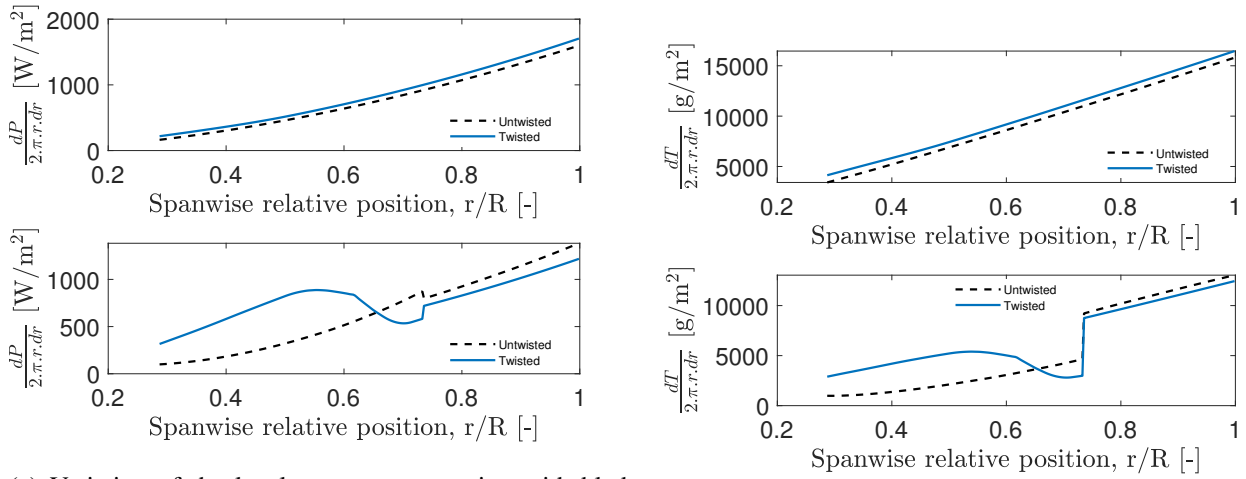 2000
1000
0
dP
2.π.r.dr
[W/m²]
Untwisted
Twisted
0.2 0.4 0.6 0.8 1
Spanwise relative position, r/R [-]
1000
500
0
dP
2.π.r.dr
[W/m²]
Untwisted
Twisted
0.2 0.4 0.6 0.8 1
Spanwise relative position, r/R [-]
15000
10000
5000
dT
2.π.r.dr
[g/m²]
Untwisted
Twisted
0.2 0.4 0.6 0.8 1
Spanwise relative position, r/R [-]
10000
5000
0
dT
2.π.r.dr
[g/m²]
Untwisted
Twisted
0.2 0.4 0.6 0.8 1
Spanwise relative position, r/R [-]